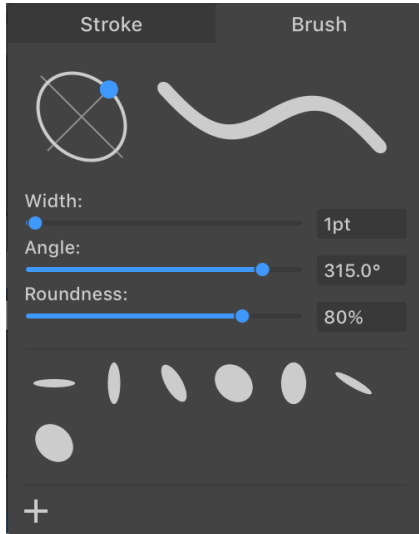 Stroke Brush
Width:
1pt
Angle:
315.0°
Roundness:
80%